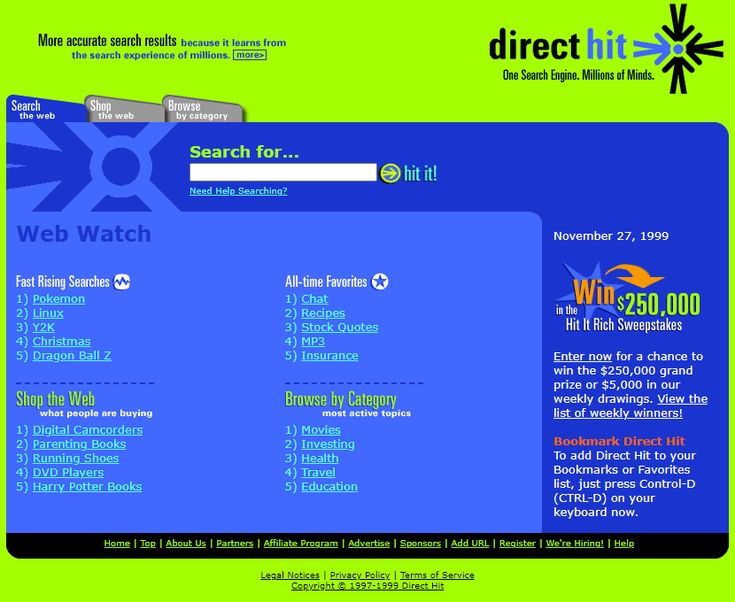 More accurate search results because it learns from
the search experience of millions. more>
direct hit
One Search Engine. Millions of Minds.
Search
the web
Shop
the web
Browse
by category
Search for...
hit it!
Need Help Searching?
Web Watch
Fast Rising Searches
1) Pokemon
2) Linux
3) Y2K
4) Christmas
5) Dragon Ball Z
All-time Favorites
1) Chat
2) Recipes
3) Stock Quotes
4) MP3
5) Insurance
Shop the Web
what people are buying
1) Digital Camcorders
2) Parenting Books
3) Running Shoes
4) DVD Players
5) Harry Potter Books
Browse by Category
most active topics
1) Movies
2) Investing
3) Health
4) Travel
5) Education
November 27, 1999
Win $250,000
in the
Hit It Rich Sweepstakes
Enter now for a chance to
win the $250,000 grand
prize or $5,000 in our
weekly drawings. View the
list of weekly winners!
Bookmark Direct Hit
To add Direct Hit to your
Bookmarks or Favorites
list, just press Control-D
(CTRL-D) on your
keyboard now.
Home | Top | About Us | Partners | Affiliate Program | Advertise | Sponsors | Add URL | Register | We're Hiring! | Help
Legal Notices | Privacy Policy | Terms of Service
Copyright © 1997-1999 Direct Hit